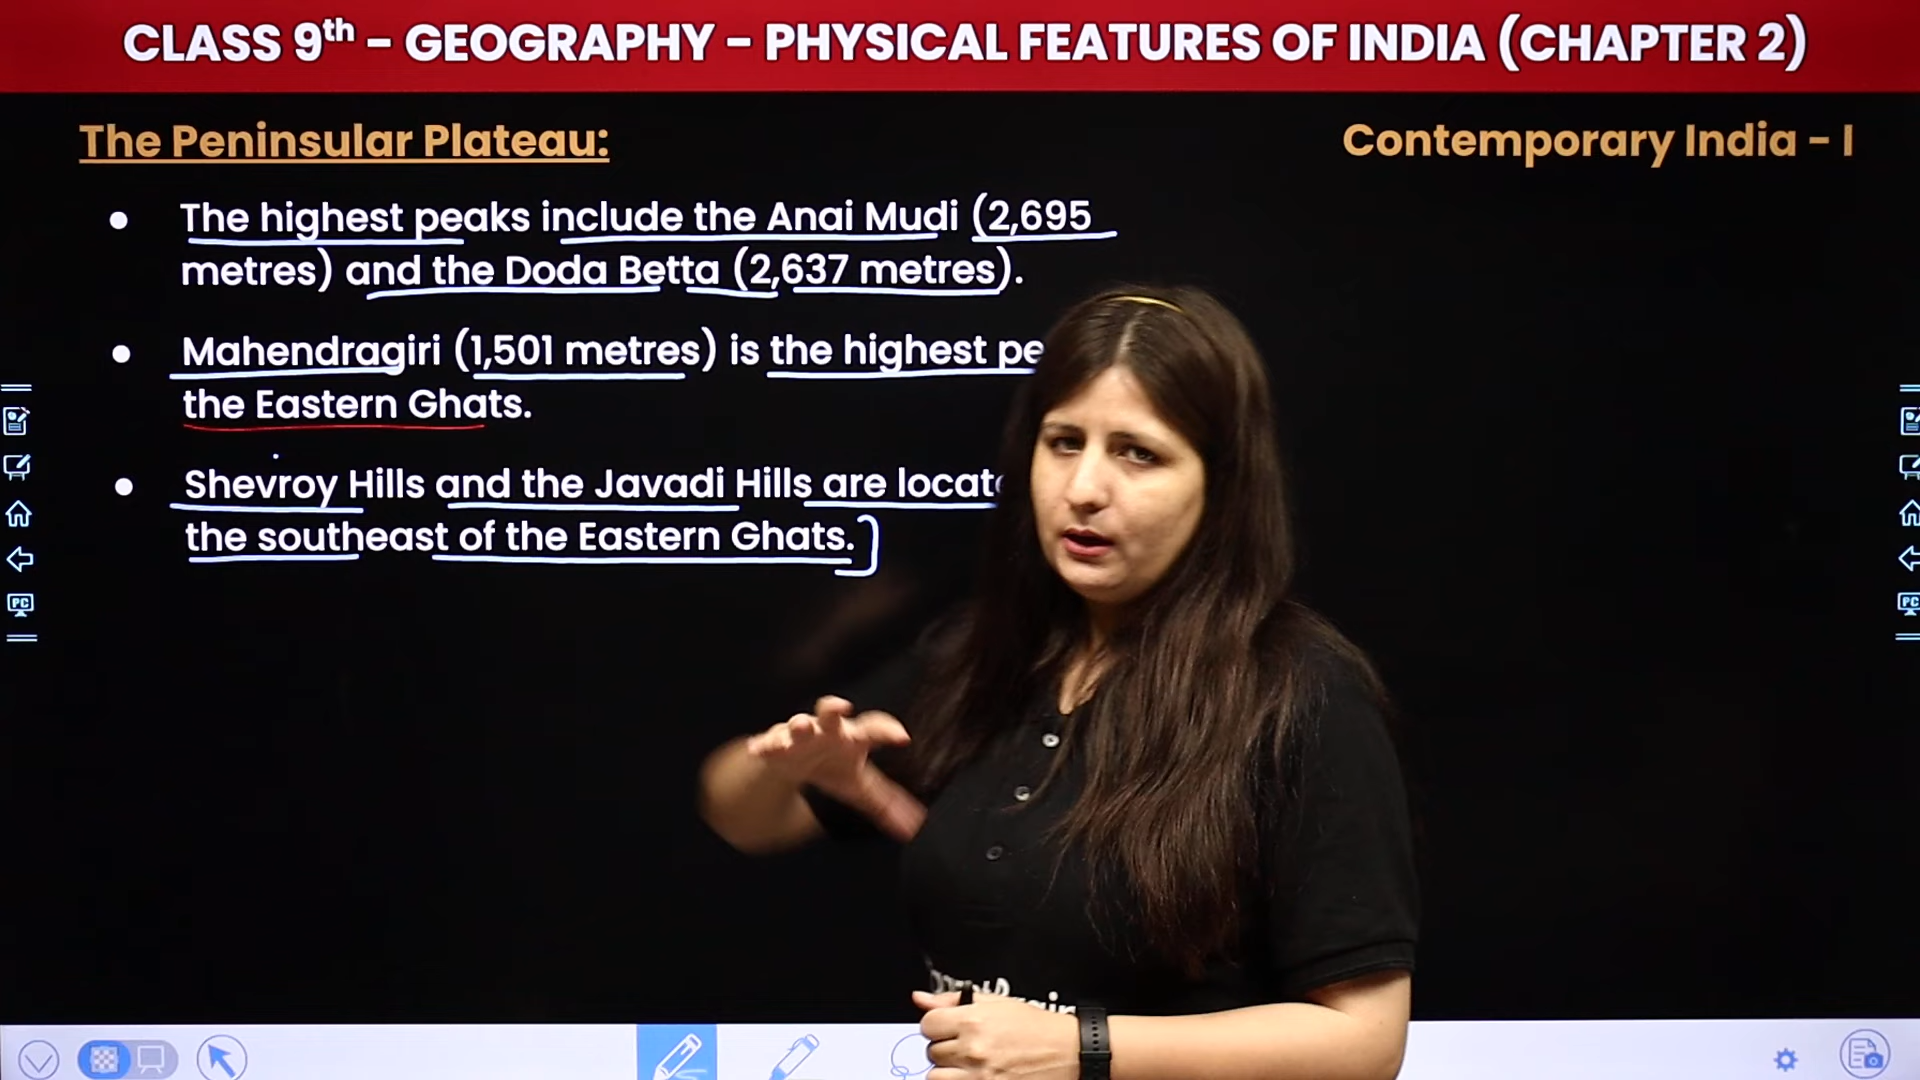 CLASS 9th - GEOGRAPHY - PHYSICAL FEATURES OF INDIA (CHAPTER 2)
The Peninsular Plateau:
Contemporary India - I
● The highest peaks include the Anai Mudi (2,695
metres) and the Doda Betta (2,637 metres).
● Mahendragiri (1,501 metres) is the highest pe
the Eastern Ghats.
● Shevroy Hills and the Javadi Hills are locat
the southeast of the Eastern Ghats.
PC
PC